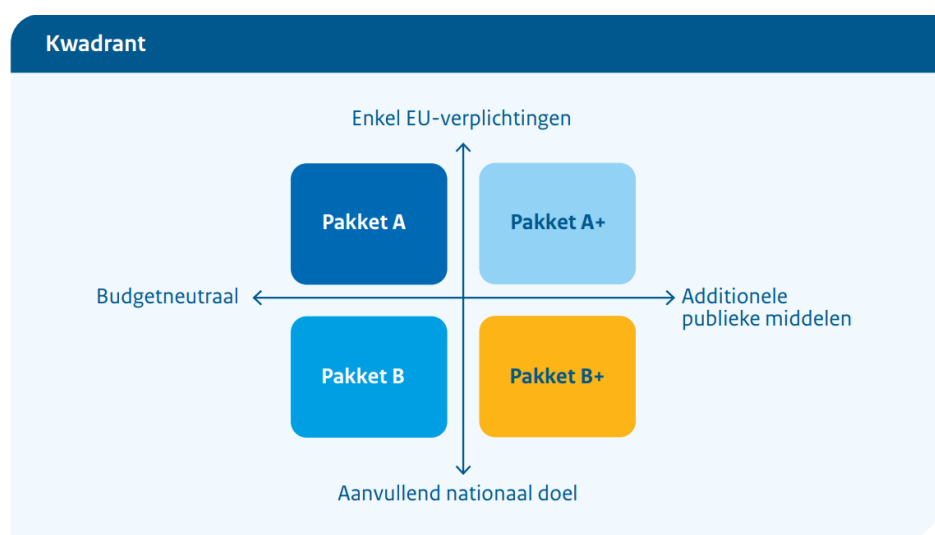 Kwadrant
Enkel EU-verplichtingen
Pakket A
Pakket A+
Budgetneutraal
Additionele
publieke middelen
Pakket B
Pakket B+
Aanvullend nationaal doel